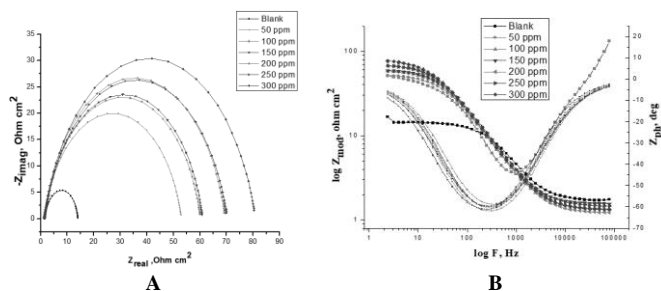 A
Blank
50 ppm
100 ppm
150 ppm
200 ppm
250 ppm
300 ppm
35
30
25
20
15
10
5
0
-Zimag, Ohm cm2
0 10 20 30 40 50 60 70 80 90
Zreal ,Ohm cm2
A
B
Blank
50 ppm
100 ppm
150 ppm
200 ppm
250 ppm
300 ppm
100
10
1
log Zmod, ohm cm2
20
10
0
-10
-20
-30
-40
-50
-60
-70
Zph, deg
1 10 100 1000 10000 100000
log F, Hz
B